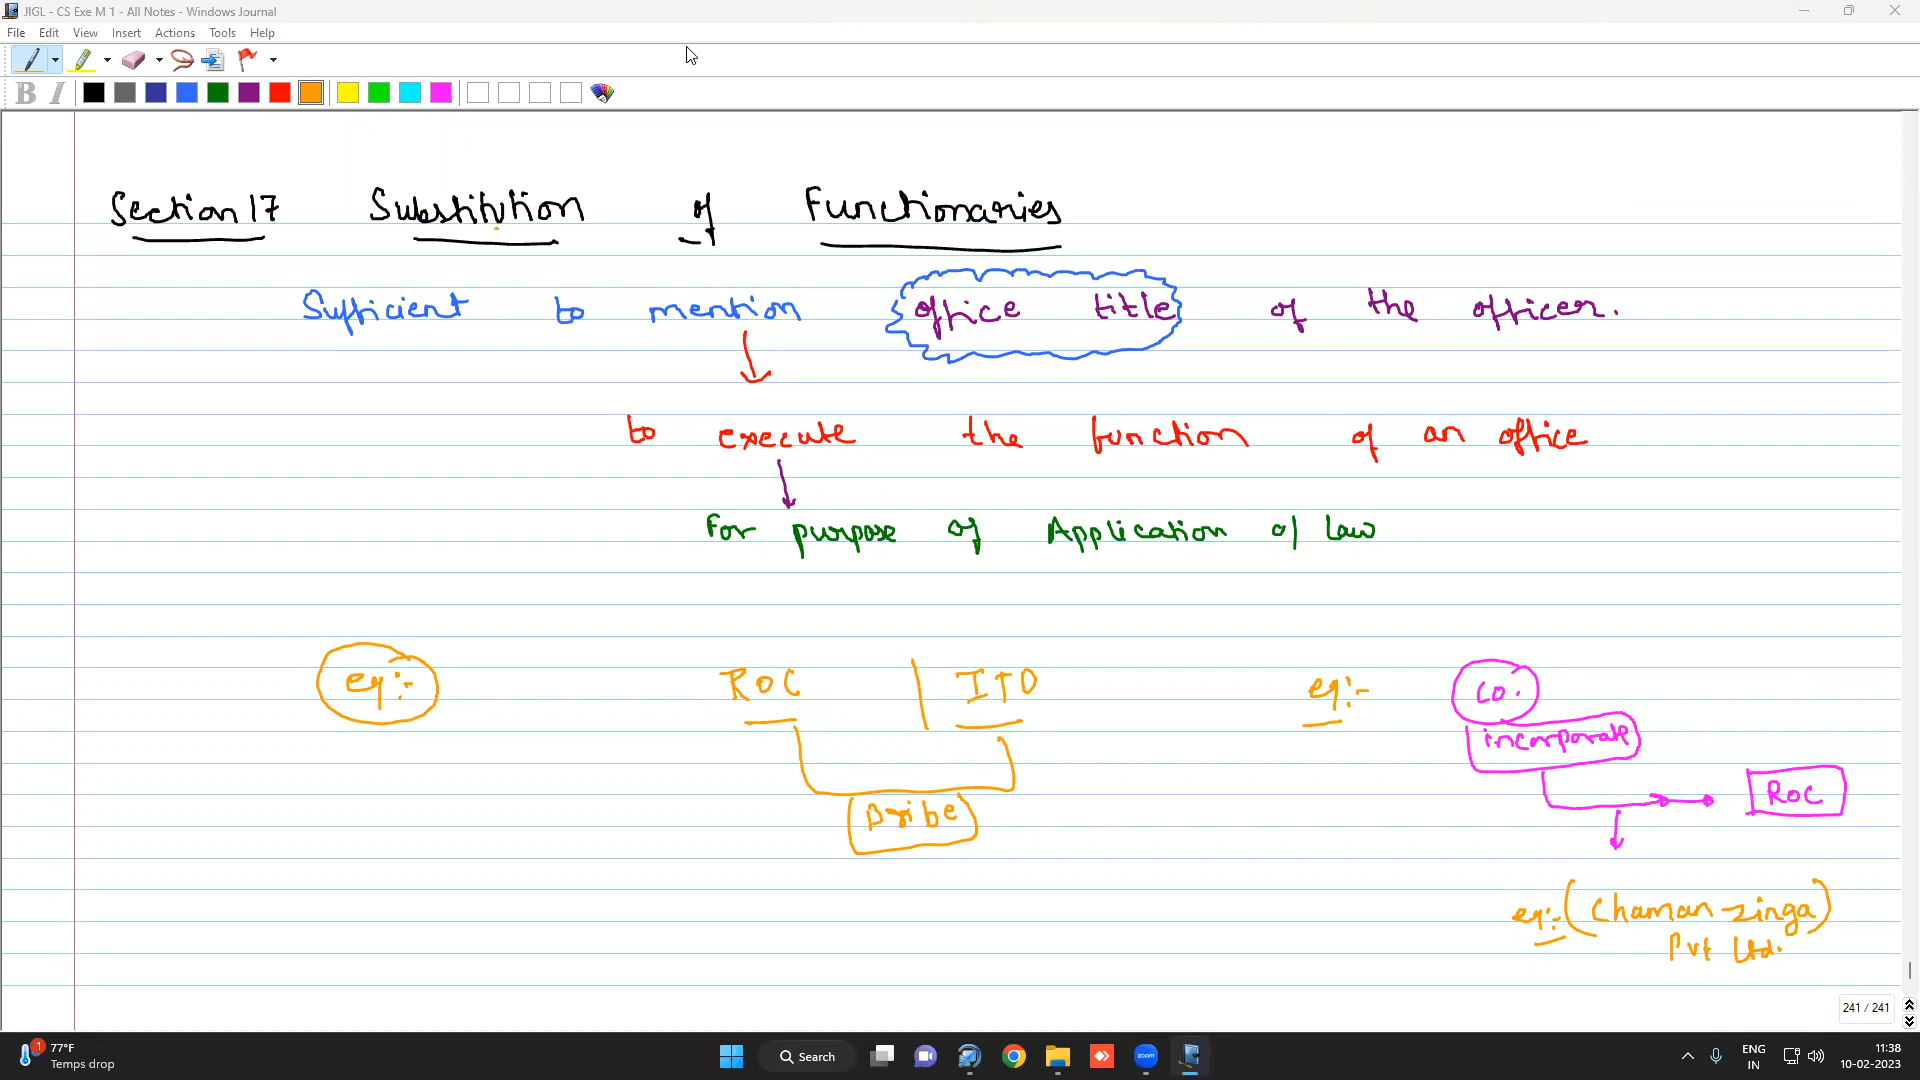 JIGL - CS Exe M 1 - All Notes - Windows Journal
File Edit View Insert Actions Tools Help
B I
Section 17 Substitution of Functionaries
Sufficient to mention office title of the officer.
to execute the function of an office
For purpose of Application of law
eg:- ROC | ITO eg:- Co.
incorporate
Bribe ROC
eg:- (Chaman zinga)
Pvt Ltd.
241 / 241
1 77°F
Temps drop
Search
zoom
ENG
IN
11:38
10-02-2023